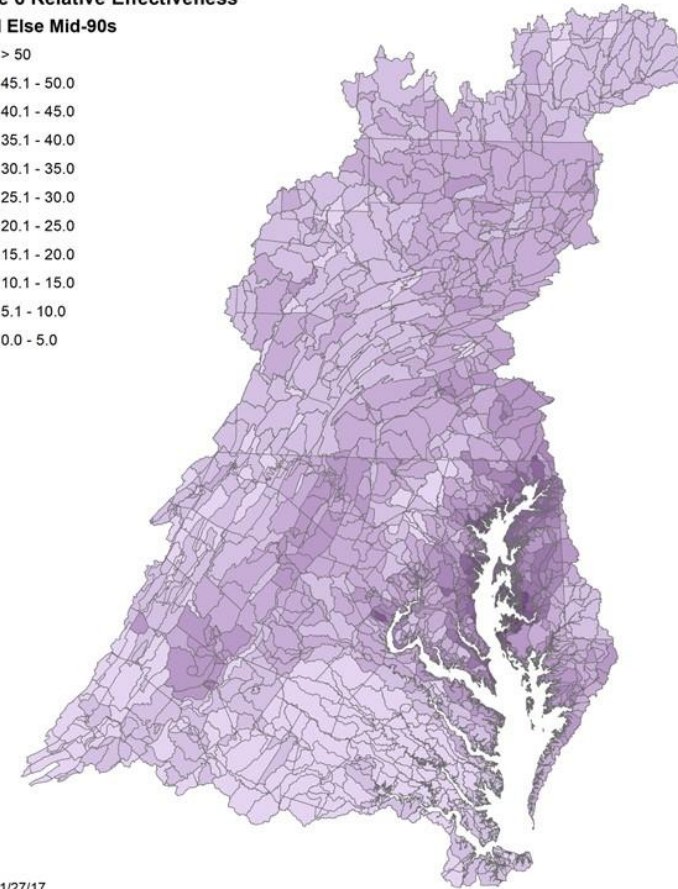 e 6 Relative Effectiveness
l Else Mid-90s
> 50
45.1 - 50.0
40.1 - 45.0
35.1 - 40.0
30.1 - 35.0
25.1 - 30.0
20.1 - 25.0
15.1 - 20.0
10.1 - 15.0
5.1 - 10.0
0.0 - 5.0
1/27/17